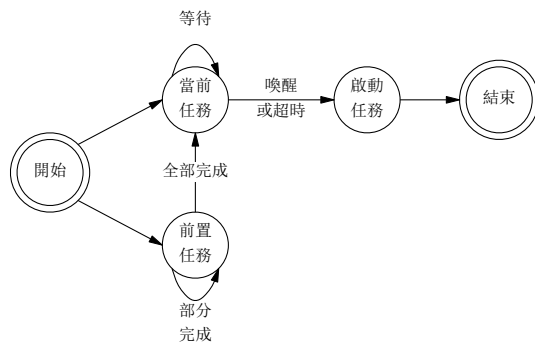 等待
當前
任務
喚醒
或超時
啟動
任務
結束
開始
全部完成
前置
任務
部分
完成